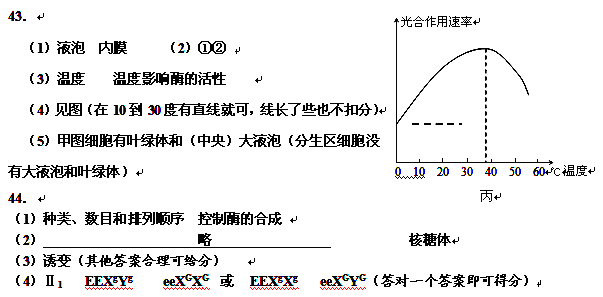 43．
（1）液泡 内膜 （2）①②
（3）温度 温度影响酶的活性
（4）见图（在 10 到 30 度有直线就可，线长了些也不扣分）
（5）甲图细胞有叶绿体和（中央）大液泡（分生区细胞没
有大液泡和叶绿体）
光合作用速率
0 10 20 30 40 50 60 ℃温度
丙
44．
（1）种类、数目和排列顺序 控制酶的合成
（2） 略 核糖体
（3）诱变（其他答案合理可给分）
（4）Ⅱ₁ EEXᵍYᵍ eeXᴳXᴳ 或 EEXᵍXᵍ eeXᴳYᴳ（答对一个答案即可得分）